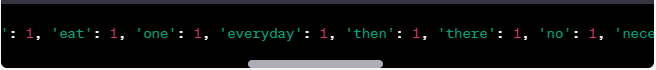 ': 1, 'eat': 1, 'one': 1, 'everyday': 1, 'then': 1, 'there': 1, 'no': 1, 'nece